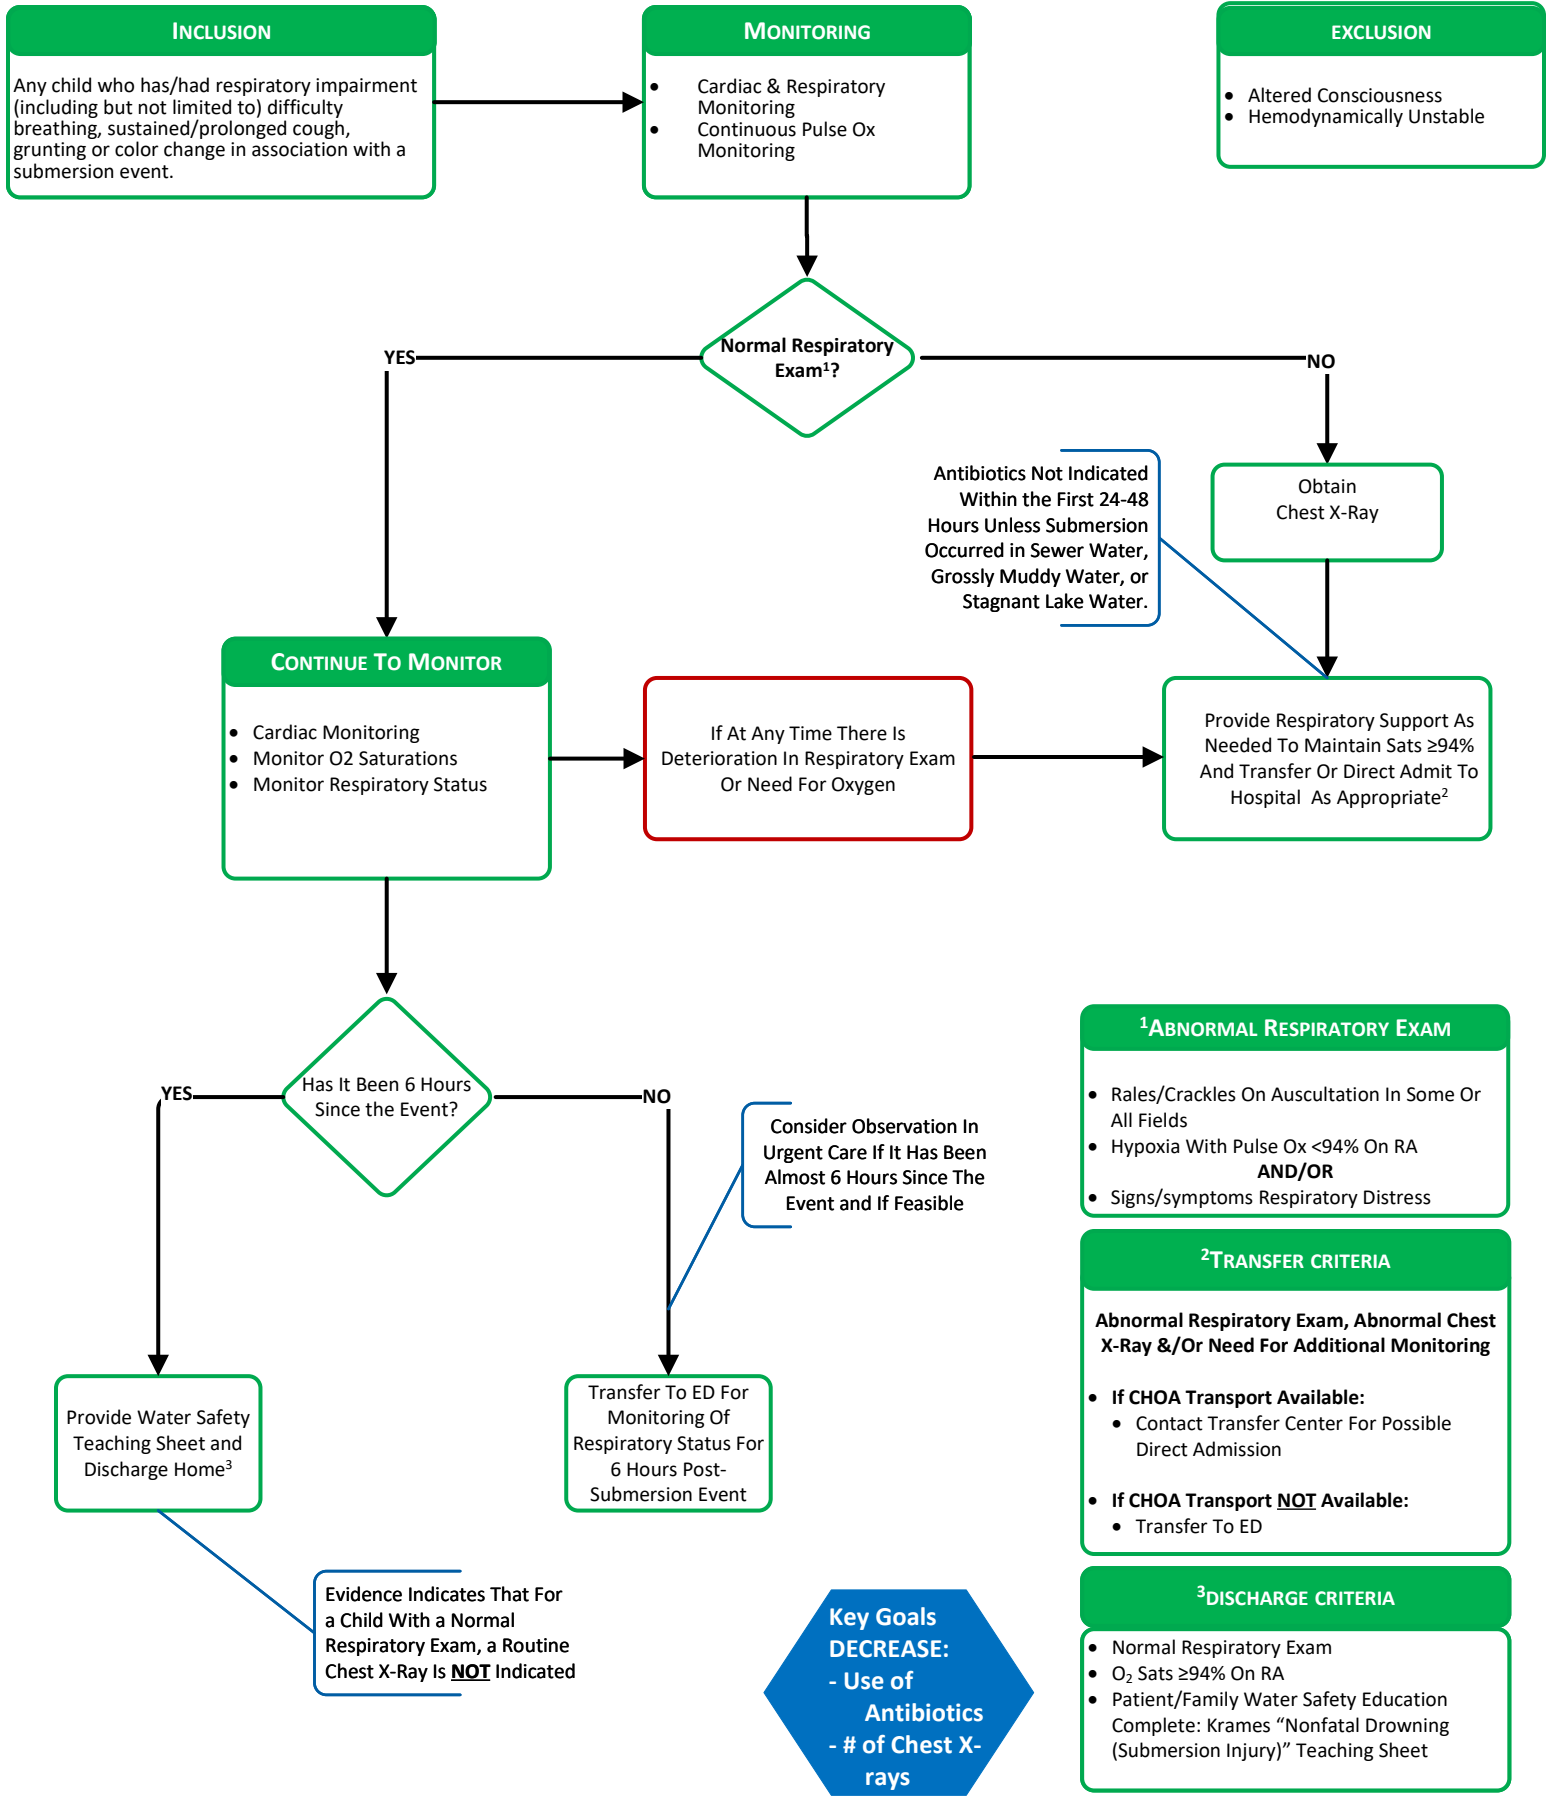 INCLUSION
Any child who has/had respiratory impairment
(including but not limited to) difficulty
breathing, sustained/prolonged cough,
grunting or color change in association with a
submersion event.
MONITORING
• Cardiac & Respiratory
Monitoring
• Continuous Pulse Ox
Monitoring
EXCLUSION
• Altered Consciousness
• Hemodynamically Unstable
Normal Respiratory
Exam¹?
YES
NO
Antibiotics Not Indicated
Within the First 24-48
Hours Unless Submersion
Occurred in Sewer Water,
Grossly Muddy Water, or
Stagnant Lake Water.
Obtain
Chest X-Ray
CONTINUE TO MONITOR
• Cardiac Monitoring
• Monitor O2 Saturations
• Monitor Respiratory Status
If At Any Time There Is
Deterioration In Respiratory Exam
Or Need For Oxygen
Provide Respiratory Support As
Needed To Maintain Sats ≥94%
And Transfer Or Direct Admit To
Hospital As Appropriate²
Has It Been 6 Hours
Since the Event?
YES
NO
Consider Observation In
Urgent Care If It Has Been
Almost 6 Hours Since The
Event and If Feasible
Provide Water Safety
Teaching Sheet and
Discharge Home³
Transfer To ED For
Monitoring Of
Respiratory Status For
6 Hours Post-
Submersion Event
Evidence Indicates That For
a Child With a Normal
Respiratory Exam, a Routine
Chest X-Ray Is NOT Indicated
Key Goals
DECREASE:
- Use of
Antibiotics
- # of Chest X-
rays
¹ABNORMAL RESPIRATORY EXAM
• Rales/Crackles On Auscultation In Some Or
All Fields
• Hypoxia With Pulse Ox <94% On RA
AND/OR
• Signs/symptoms Respiratory Distress
²TRANSFER CRITERIA
Abnormal Respiratory Exam, Abnormal Chest
X-Ray &/Or Need For Additional Monitoring
• If CHOA Transport Available:
• Contact Transfer Center For Possible
Direct Admission
• If CHOA Transport NOT Available:
• Transfer To ED
³DISCHARGE CRITERIA
• Normal Respiratory Exam
• O₂ Sats ≥94% On RA
• Patient/Family Water Safety Education
Complete: Krames “Nonfatal Drowning
(Submersion Injury)” Teaching Sheet